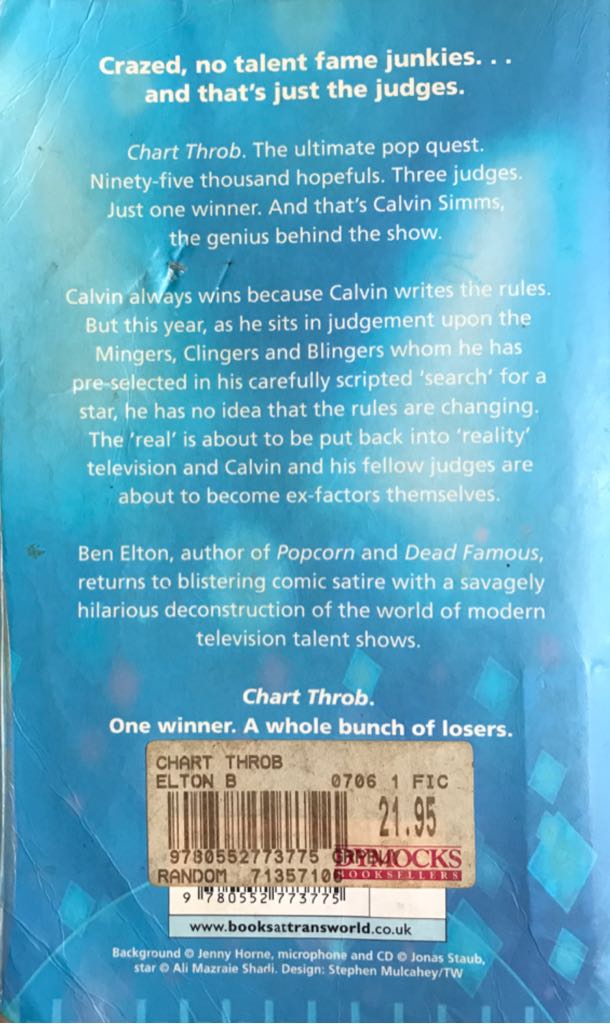 Crazed, no talent fame junkies. . .
and that's just the judges.
Chart Throb. The ultimate pop quest.
Ninety-five thousand hopefuls. Three judges.
Just one winner. And that's Calvin Simms,
the genius behind the show.
Calvin always wins because Calvin writes the rules.
But this year, as he sits in judgement upon the
Mingers, Clingers and Blingers whom he has
pre-selected in his carefully scripted 'search' for a
star, he has no idea that the rules are changing.
The 'real' is about to be put back into 'reality'
television and Calvin and his fellow judges are
about to become ex-factors themselves.
Ben Elton, author of Popcorn and Dead Famous,
returns to blistering comic satire with a savagely
hilarious deconstruction of the world of modern
television talent shows.
Chart Throb.
One winner. A whole bunch of losers.
CHART THROB
ELTON B 0706 1 FIC
21.95
9780552773775
DYMOCKS
RANDOM 71357106
BOOKSELLERS
9 780552 773775
www.booksattransworld.co.uk
Background © Jenny Horne, microphone and CD © Jonas Staub,
star © Ali Mazraie Shadi. Design: Stephen Mulcahey/TW